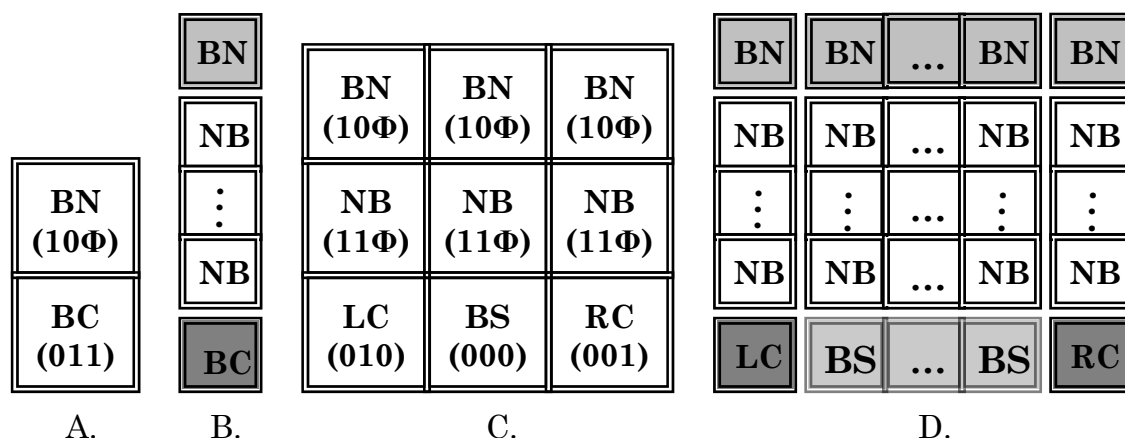 BN
(10Φ)
BC
(011)
A.
BN
NB
⋮
NB
BC
B.
BN BN BN
(10Φ) (10Φ) (10Φ)
NB NB NB
(11Φ) (11Φ) (11Φ)
LC BS RC
(010) (000) (001)
C.
BN BN ... BN BN
NB NB ... NB NB
⋮ ⋮ ... ⋮ ⋮
NB NB ... NB NB
LC BS ... BS RC
D.